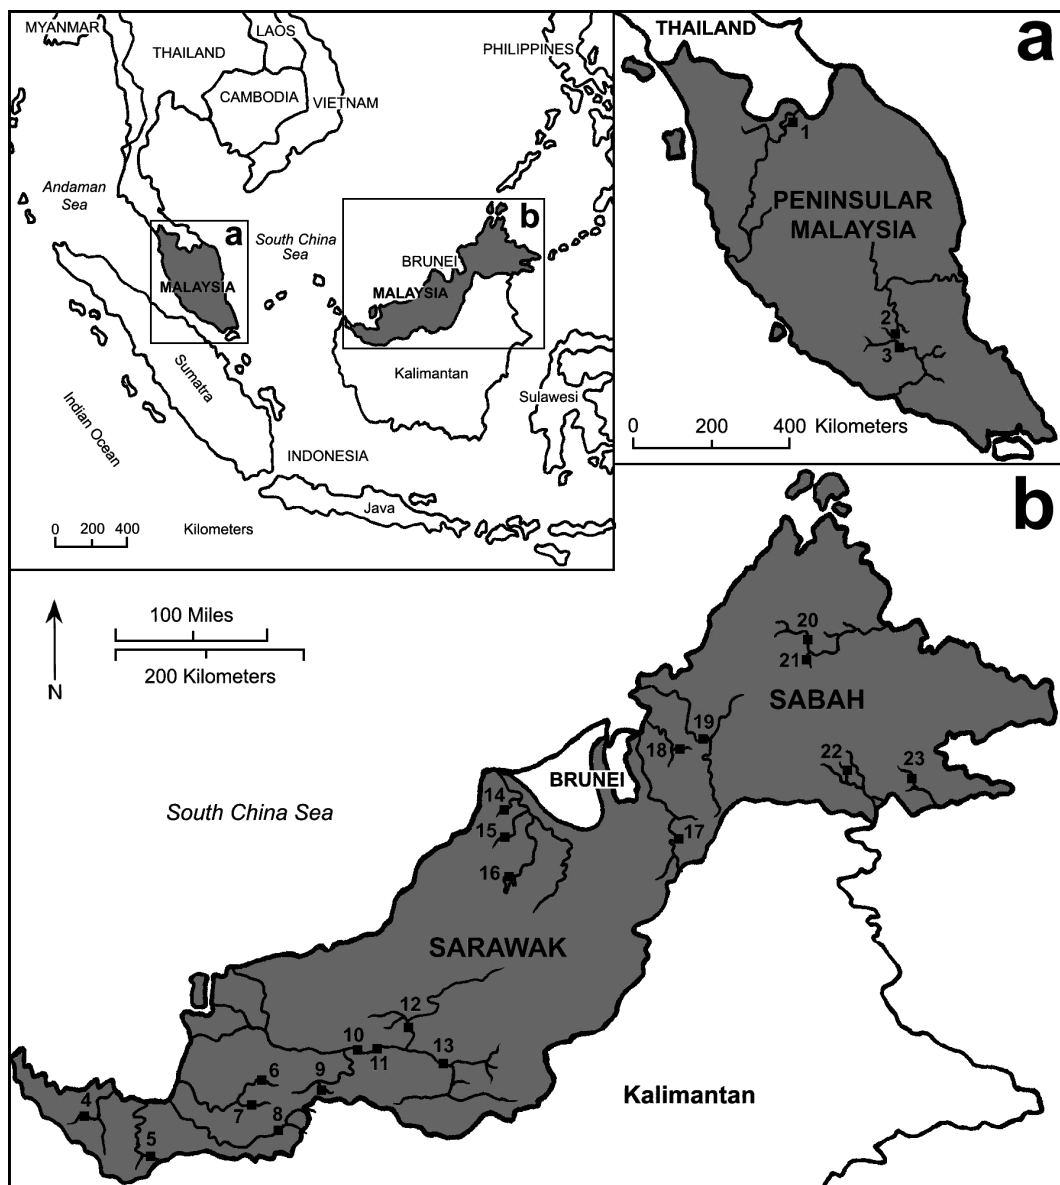 MYANMAR
LAOS
THAILAND
PHILIPPINES
CAMBODIA
VIETNAM
Andaman
Sea
a
b
South China
Sea
BRUNEI
MALAYSIA
MALAYSIA
Sumatra
Kalimantan
Sulawesi
Indian Ocean
INDONESIA
Java
0 200 400 Kilometers
THAILAND
a
1
PENINSULAR
MALAYSIA
2
3
0 200 400 Kilometers
b
100 Miles
200 Kilometers
N
20
21
SABAH
19
18
22
23
BRUNEI
South China Sea
14
15
17
16
SARAWAK
12
10
11
13
9
6
7
8
4
5
Kalimantan